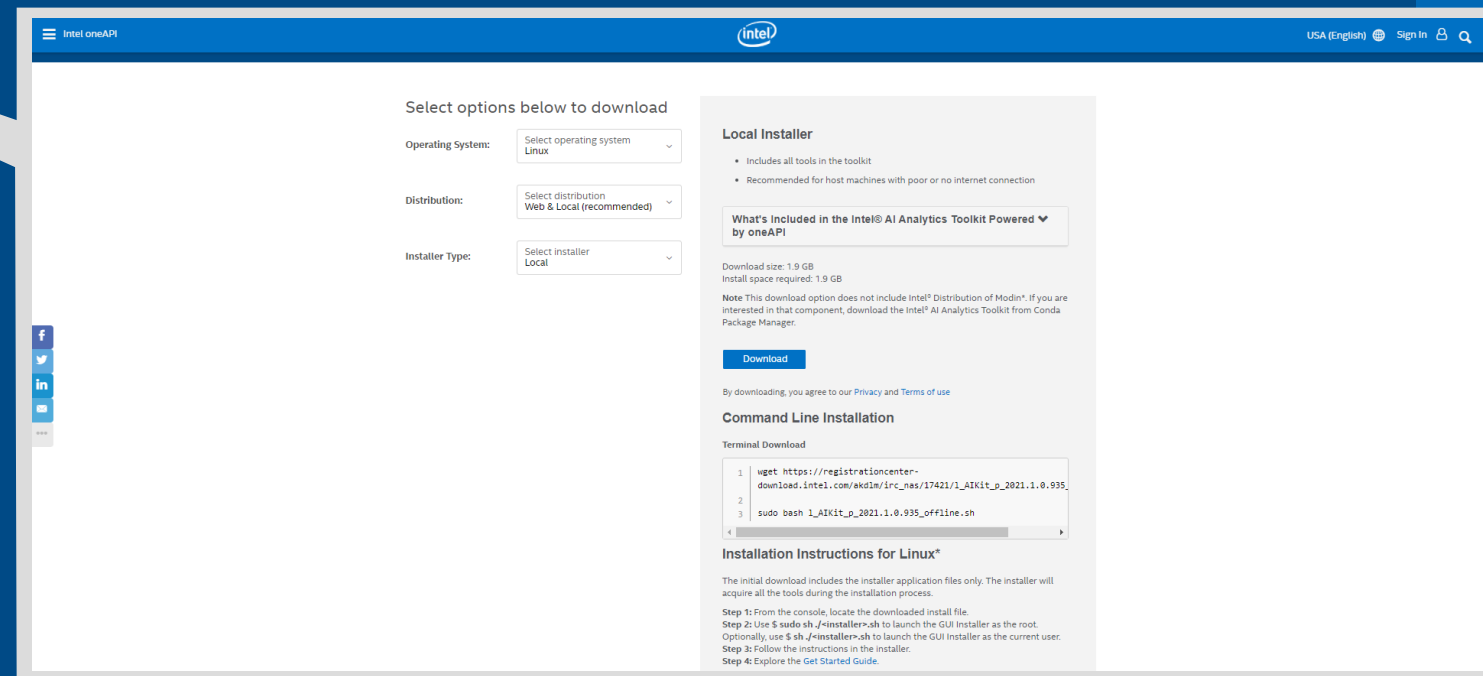 Intel oneAPI
intel
USA (English)
Sign In
Select options below to download
Operating System:
Select operating system
Linux
Distribution:
Select distribution
Web & Local (recommended)
Installer Type:
Select installer
Local
Local Installer
• Includes all tools in the toolkit
• Recommended for host machines with poor or no internet connection
What's Included in the Intel® AI Analytics Toolkit Powered
by oneAPI
Download size: 1.9 GB
Install space required: 1.9 GB
Note This download option does not include Intel® Distribution of Modin*. If you are
interested in that component, download the Intel® AI Analytics Toolkit from Conda
Package Manager.
Download
By downloading, you agree to our Privacy and Terms of use
Command Line Installation
Terminal Download
1 wget https://registrationcenter-
download.intel.com/akdlm/irc_nas/17421/l_AIKit_p_2021.1.0.935_
2
3 sudo bash l_AIKit_p_2021.1.0.935_offline.sh
Installation Instructions for Linux*
The initial download includes the installer application files only. The installer will
acquire all the tools during the installation process.
Step 1: From the console, locate the downloaded install file.
Step 2: Use $ sudo sh ./<installer>.sh to launch the GUI Installer as the root.
Optionally, use $ sh ./<installer>.sh to launch the GUI Installer as the current user.
Step 3: Follow the instructions in the installer.
Step 4: Explore the Get Started Guide.
f
in